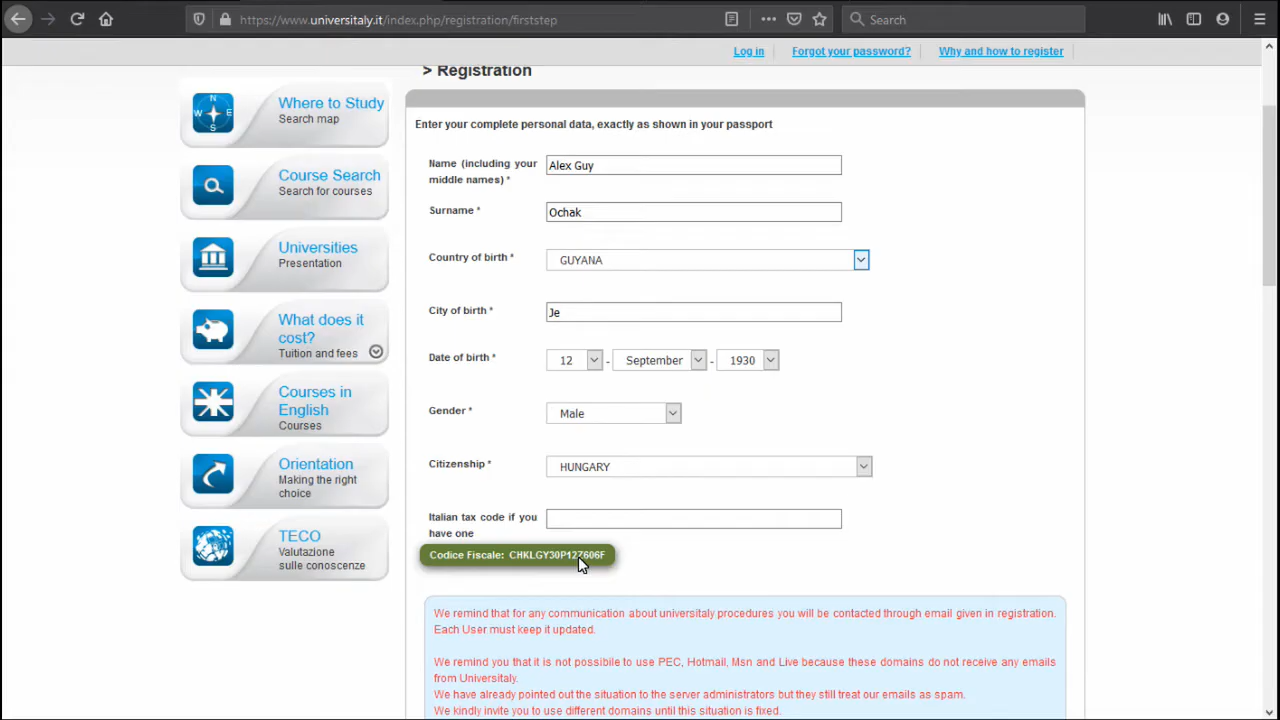 https://www.universitaly.it/index.php/registration/firststep
Search
Log in
Forgot your password?
Why and how to register
> Registration
Where to Study
Search map
Course Search
Search for courses
Universities
Presentation
What does it
cost?
Tuition and fees
Courses in
English
Courses
Orientation
Making the right
choice
TECO
Valutazione
sulle conoscenze
Enter your complete personal data, exactly as shown in your passport
Name (including your
middle names) *
Alex Guy
Surname *
Ochak
Country of birth *
GUYANA
City of birth *
Je
Date of birth *
12 - September - 1930
Gender *
Male
Citizenship *
HUNGARY
Italian tax code if you
have one
Codice Fiscale: CHKLGY30P12Z606F
We remind that for any communication about universitaly procedures you will be contacted through email given in registration.
Each User must keep it updated.
We remind you that it is not possibile to use PEC, Hotmail, Msn and Live because these domains do not receive any emails
from Universitaly.
We have already pointed out the situation to the server administrators but they still treat our emails as spam.
We kindly invite you to use different domains until this situation is fixed.
N
W
E
S